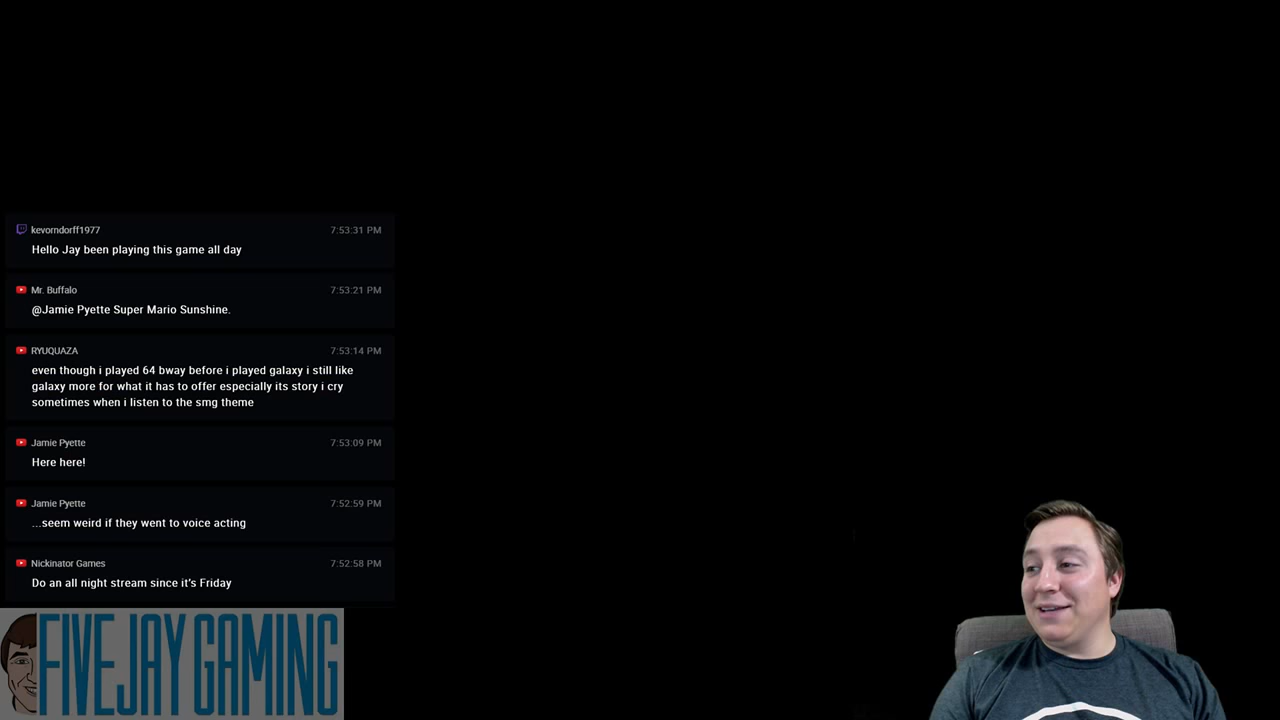 kevorndorff1977 7:53:31 PM
Hello Jay been playing this game all day
Mr. Buffalo 7:53:21 PM
@Jamie Pyette Super Mario Sunshine.
RYUQUAZA 7:53:14 PM
even though i played 64 bway before i played galaxy i still like
galaxy more for what it has to offer especially its story i cry
sometimes when i listen to the smg theme
Jamie Pyette 7:53:09 PM
Here here!
Jamie Pyette 7:52:59 PM
...seem weird if they went to voice acting
Nickinator Games 7:52:58 PM
Do an all night stream since it's Friday
FIVEJAYGAMING